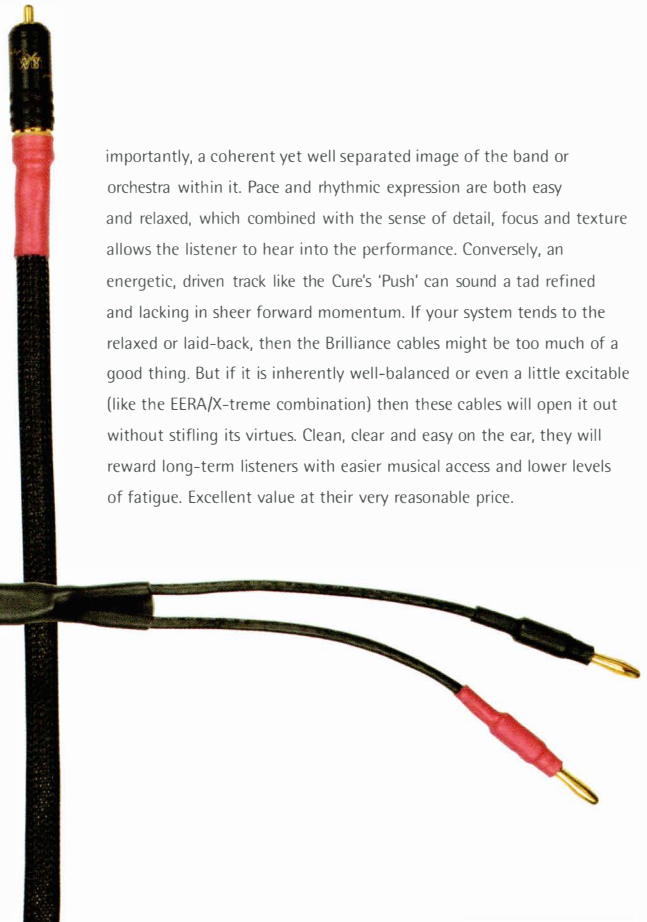 importantly, a coherent yet well separated image of the band or
orchestra within it. Pace and rhythmic expression are both easy
and relaxed, which combined with the sense of detail, focus and texture
allows the listener to hear into the performance. Conversely, an
energetic, driven track like the Cure's ‘Push’ can sound a tad refined
and lacking in sheer forward momentum. If your system tends to the
relaxed or laid-back, then the Brilliance cables might be too much of a
good thing. But if it is inherently well-balanced or even a little excitable
(like the EERA/X-treme combination) then these cables will open it out
without stifling its virtues. Clean, clear and easy on the ear, they will
reward long-term listeners with easier musical access and lower levels
of fatigue. Excellent value at their very reasonable price.